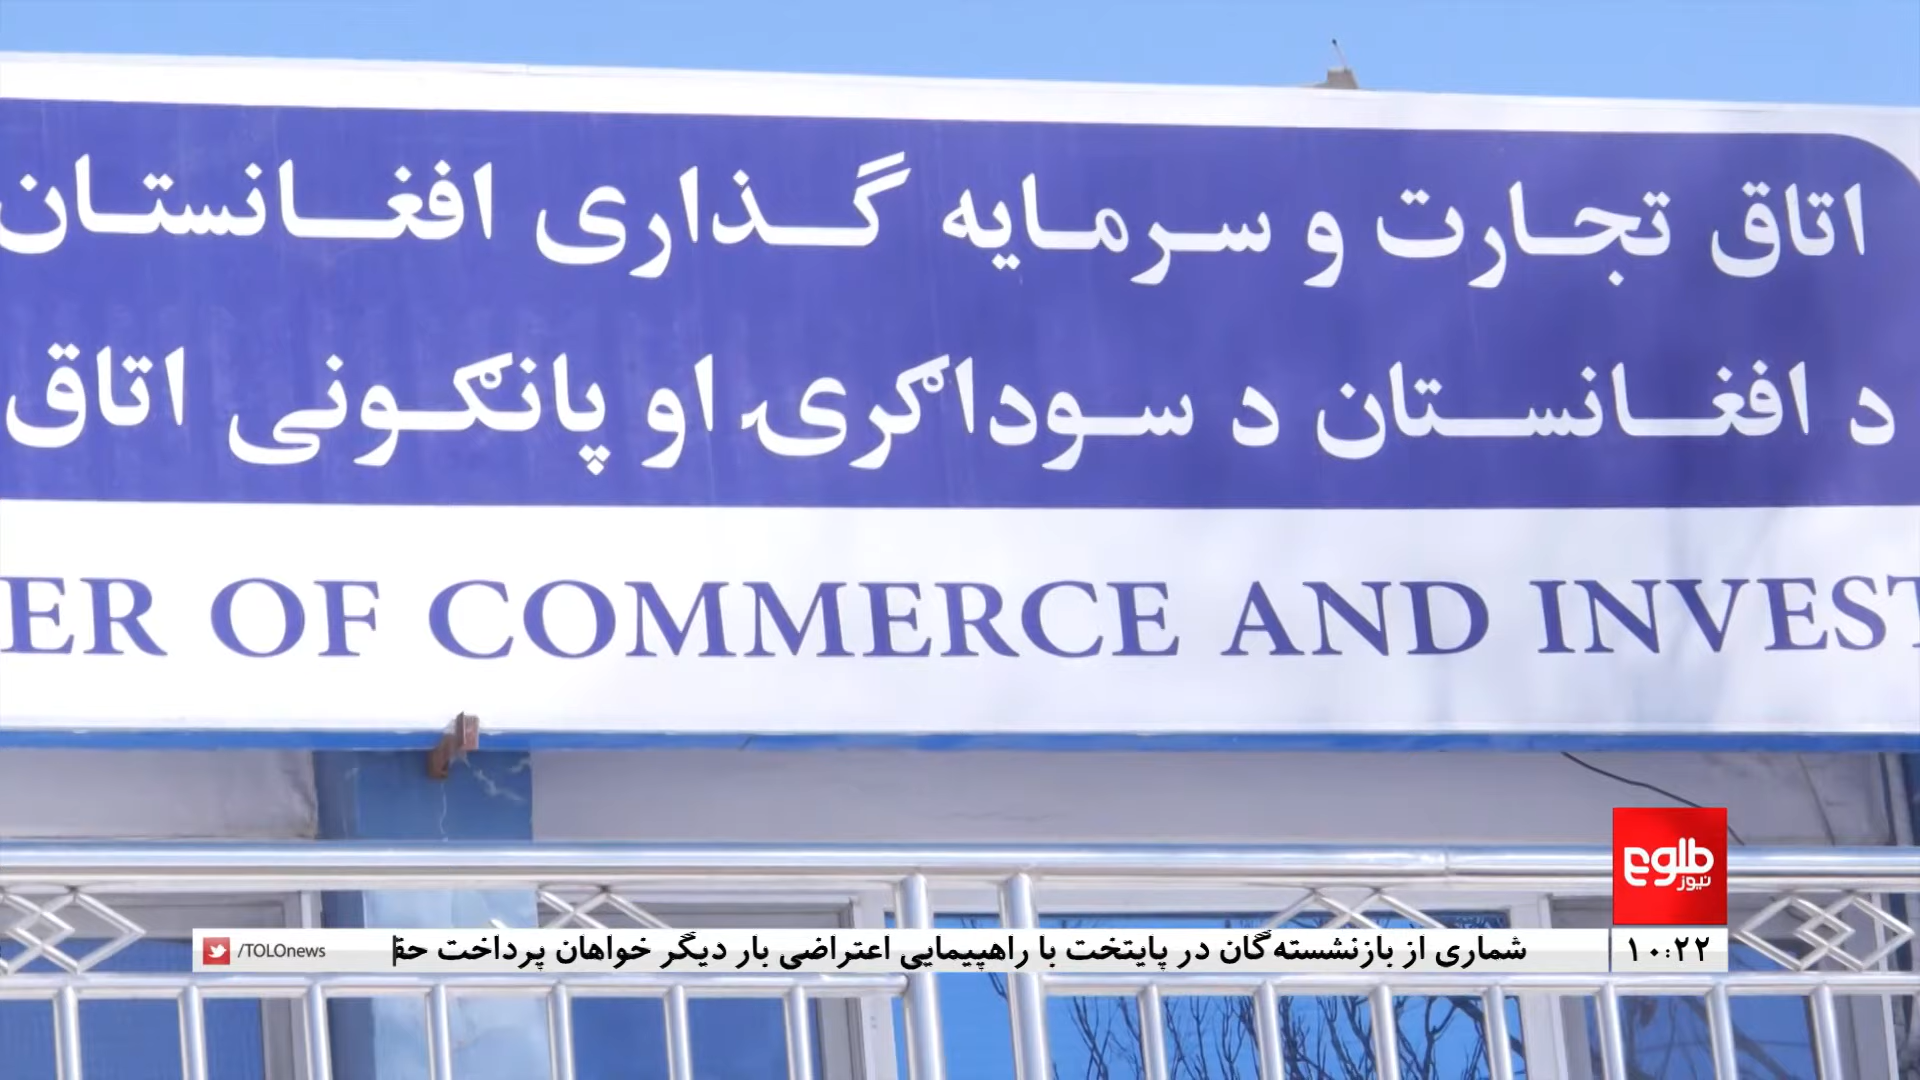 اتاق تجارت و سرمایه گذاری افغانستان
د افغانستان د سوداګرۍ او پانګونې اتاق
ER OF COMMERCE AND INVEST
طلوع
نیوز
/TOLOnews
شماری از بازنشسته‌گان در پایتخت با راهپیمایی اعتراضی بار دیگر خواهان پرداخت حق
۱۰:۲۲